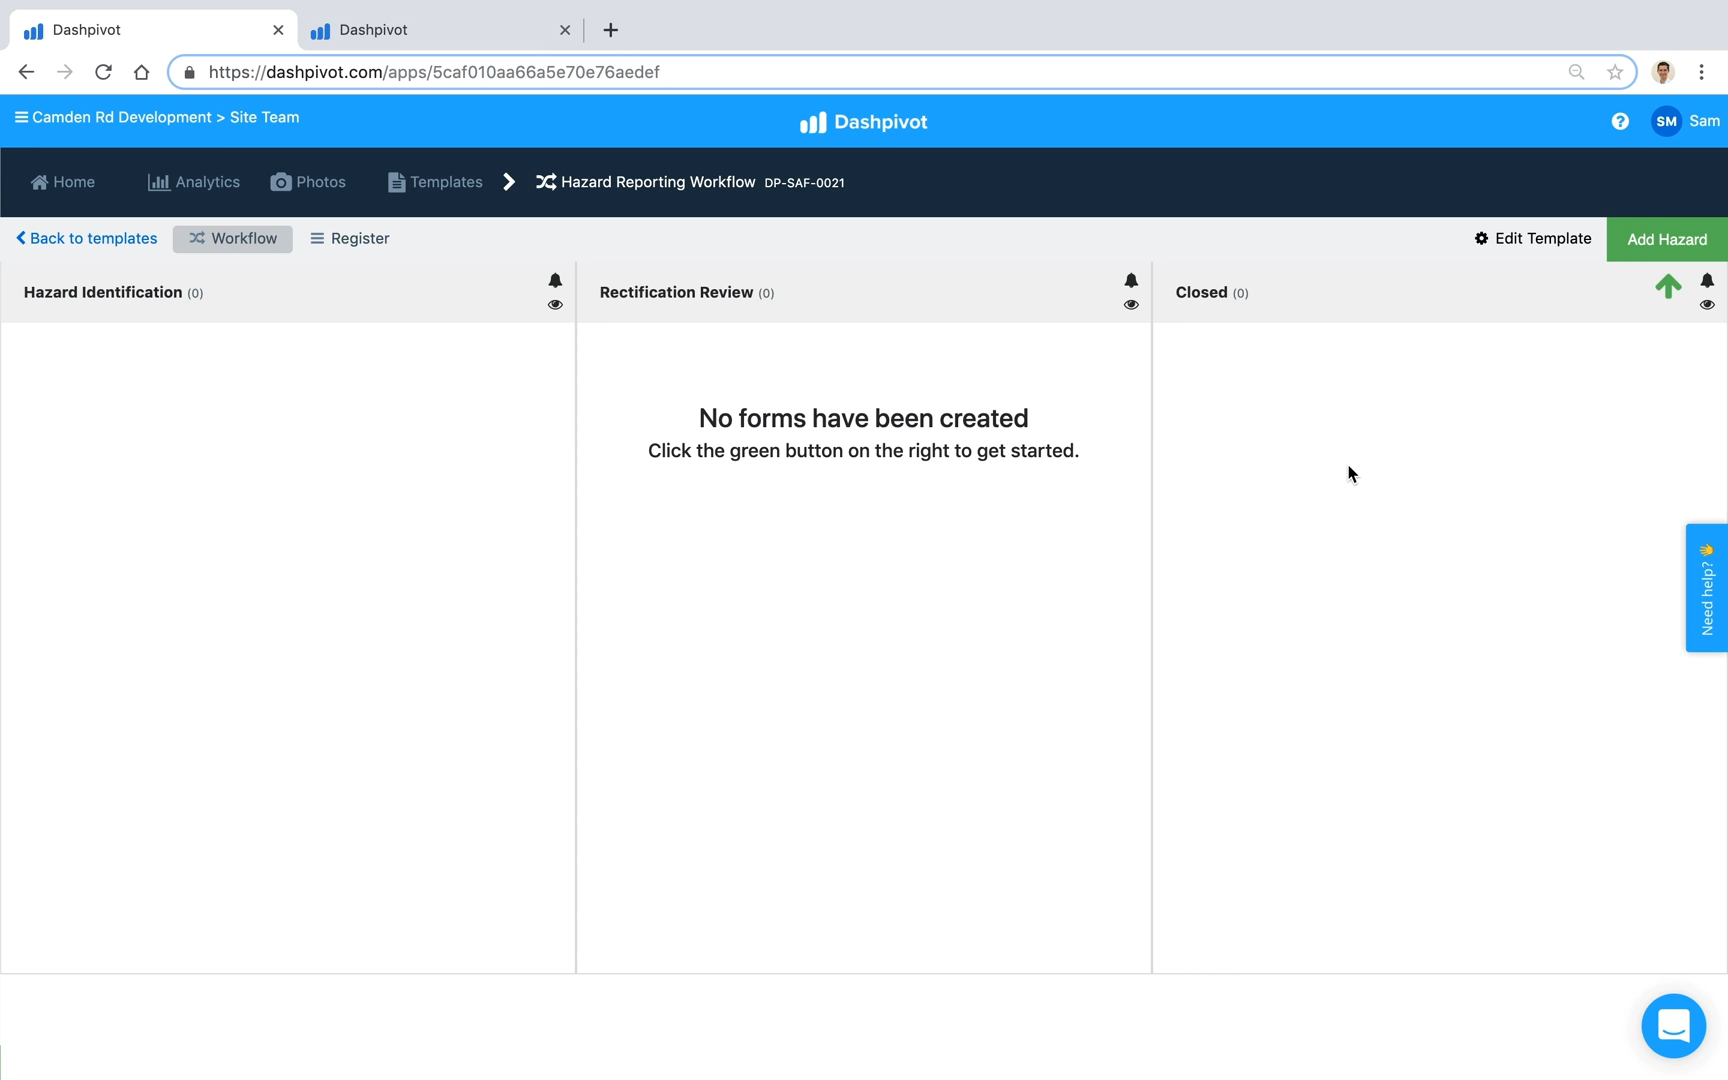 Dashpivot
Dashpivot
https://dashpivot.com/apps/5caf010aa66a5e70e76aedef
Camden Rd Development > Site Team
Dashpivot
SM Sam
Home
Analytics
Photos
Templates
Hazard Reporting Workflow DP-SAF-0021
Back to templates
Workflow
Register
Edit Template
Add Hazard
Hazard Identification (0)
Rectification Review (0)
Closed (0)
No forms have been created
Click the green button on the right to get started.
Need help? 👋